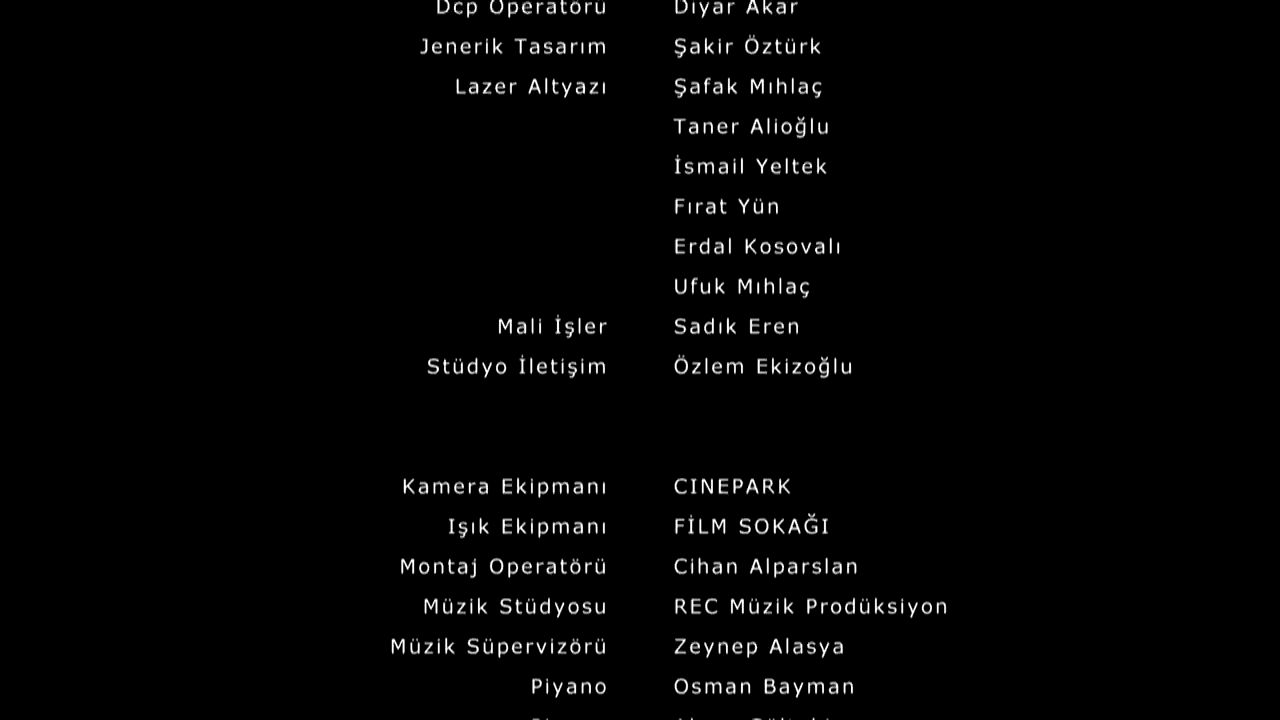 Dcp Operatörü Diyar Akar
Jenerik Tasarım Şakir Öztürk
Lazer Altyazı Şafak Mıhlaç
Taner Alioğlu
İsmail Yeltek
Fırat Yün
Erdal Kosovalı
Ufuk Mıhlaç
Mali İşler Sadık Eren
Stüdyo İletişim Özlem Ekizoğlu
Kamera Ekipmanı CINEPARK
Işık Ekipmanı FİLM SOKAĞI
Montaj Operatörü Cihan Alparslan
Müzik Stüdyosu REC Müzik Prodüksiyon
Müzik Süpervizörü Zeynep Alasya
Piyano Osman Bayman